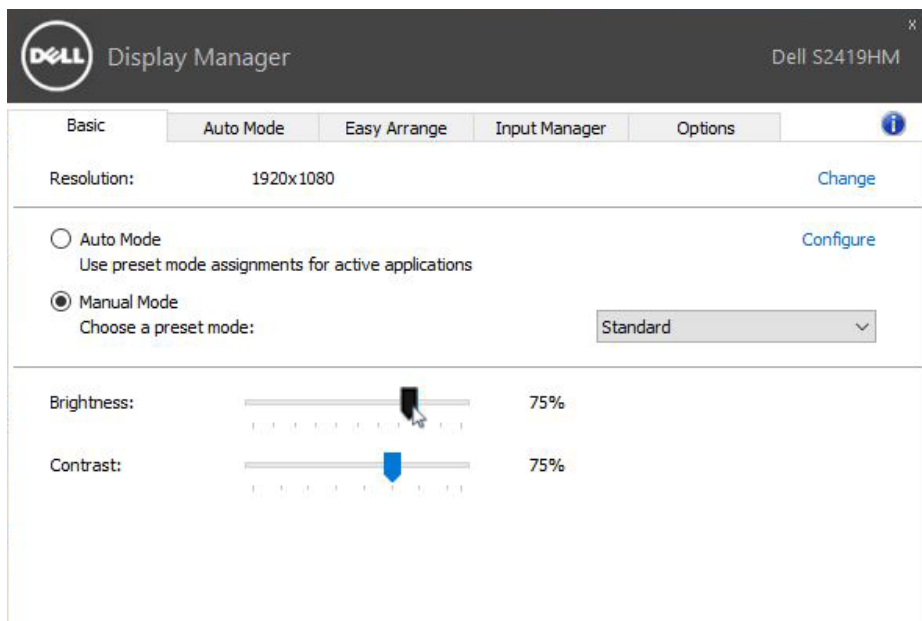 x
DELL Display Manager Dell S2419HM
Basic Auto Mode Easy Arrange Input Manager Options i
Resolution: 1920x1080 Change
Auto Mode Configure
Use preset mode assignments for active applications
Manual Mode
Choose a preset mode: Standard
Brightness: 75%
Contrast: 75%